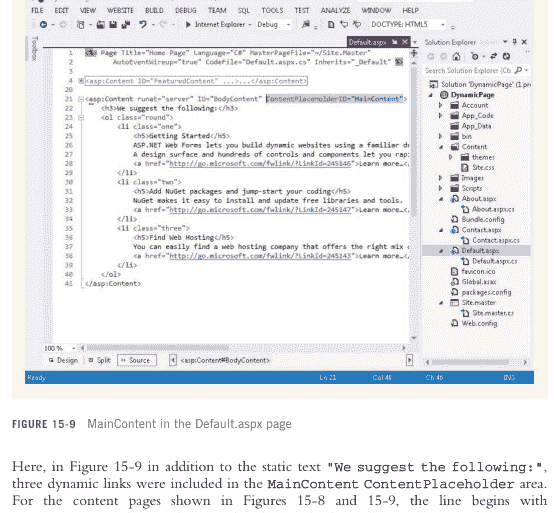 FILE EDIT VIEW WEBSITE BUILD DEBUG TEAM SQL TOOLS TEST ANALYZE WINDOW HELP
Internet Explorer Debug DOCTYPE: HTML5
Toolbox
Default.aspx
1 <%@ Page Title="Home Page" Language="C#" MasterPageFile="~/Site.Master"
2 AutoEventWireup="true" CodeFile="Default.aspx.cs" Inherits="_Default" %>
3
4 <asp:Content ID="FeaturedContent" ...>...</asp:Content>
20
21 <asp:Content runat="server" ID="BodyContent" ContentPlaceHolderID="MainContent">
22 <h3>We suggest the following:</h3>
23 <ol class="round">
24 <li class="one">
25 <h5>Getting Started</h5>
26 ASP.NET Web Forms lets you build dynamic websites using a familiar d
27 A design surface and hundreds of controls and components let you rap
28 <a href="http://go.microsoft.com/fwlink/?LinkId=245146">Learn more…<
29 </li>
30 <li class="two">
31 <h5>Add NuGet packages and jump-start your coding</h5>
32 NuGet makes it easy to install and update free libraries and tools.
33 <a href="http://go.microsoft.com/fwlink/?LinkId=245147">Learn more…<
34 </li>
35 <li class="three">
36 <h5>Find Web Hosting</h5>
37 You can easily find a web hosting company that offers the right mix
38 <a href="http://go.microsoft.com/fwlink/?LinkId=245143">Learn more…<
39 </li>
40 </ol>
41 </asp:Content>
100 %
Design Split Source <asp:Content#BodyContent>
Solution Explorer
Search Solution Explorer (Ctrl
Solution 'DynamicPage' (1 pr
DynamicPage
Account
App_Code
App_Data
bin
Content
themes
Site.css
Images
Scripts
About.aspx
About.aspx.cs
Bundle.config
Contact.aspx
Contact.aspx.cs
Default.aspx
Default.aspx.cs
favicon.ico
Global.asax
packages.config
Site.master
Site.master.cs
Web.config
Ready Ln 21 Col 46 Ch 46 INS
FIGURE 15-9 MainContent in the Default.aspx page
Here, in Figure 15-9 in addition to the static text "We suggest the following:",
three dynamic links were included in the MainContent ContentPlaceholder area.
For the content pages shown in Figures 15-8 and 15-9, the line begins with